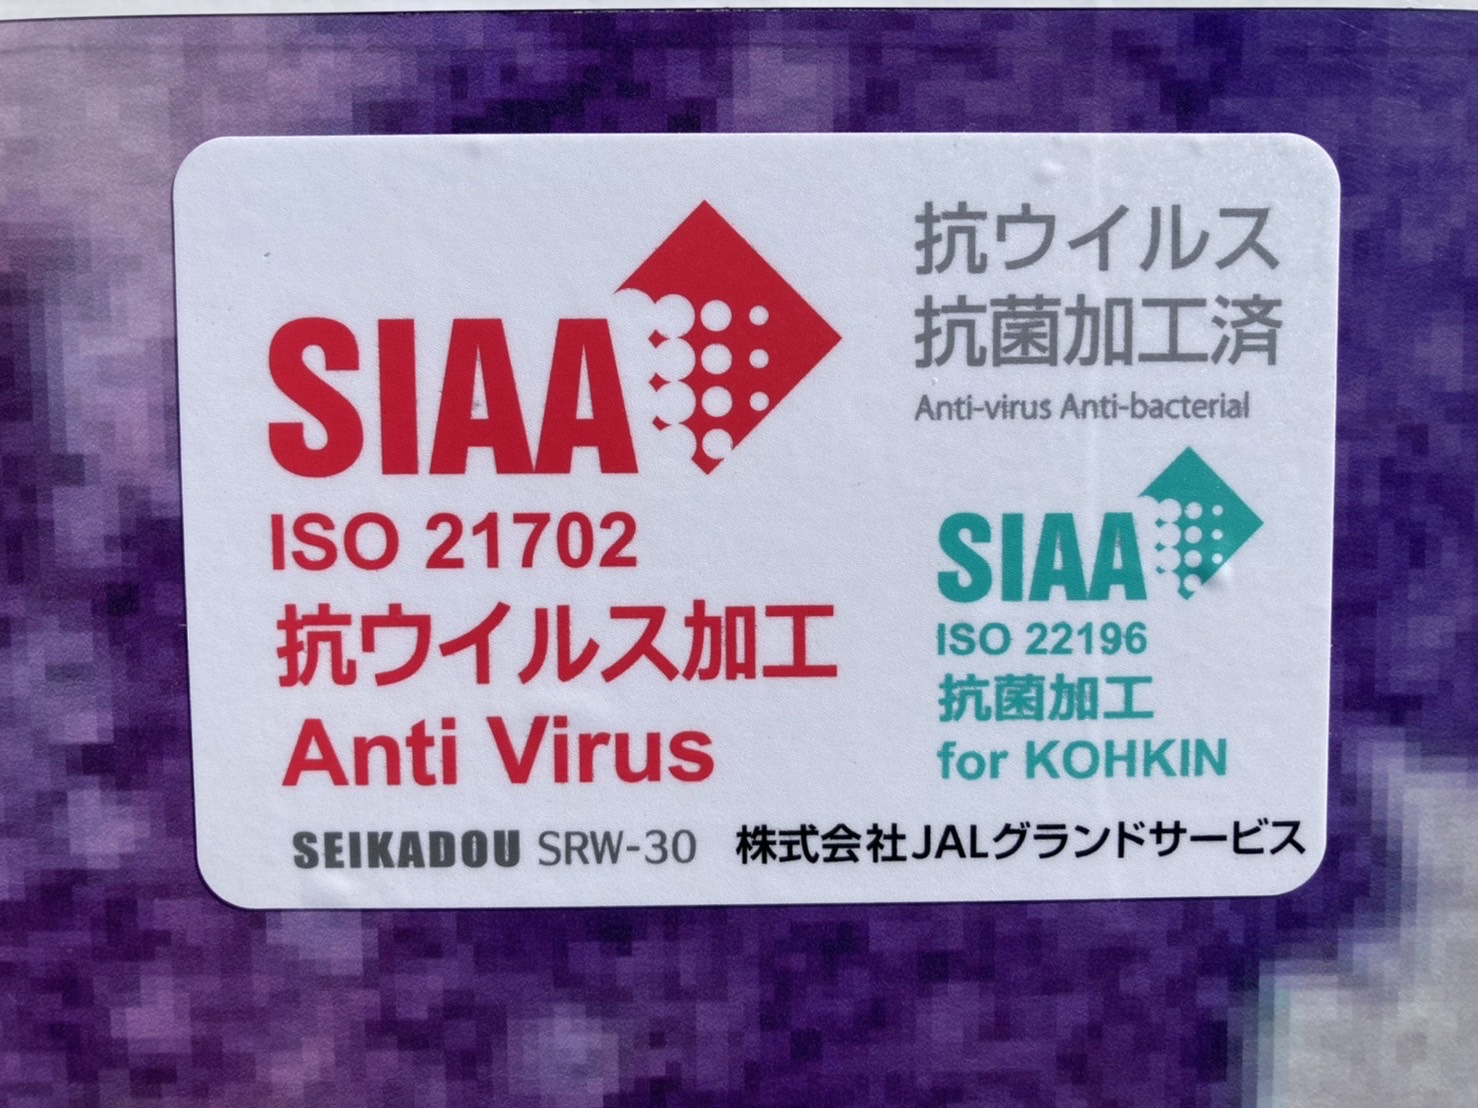 SIAA
ISO 21702
抗ウイルス加工
Anti Virus
抗ウイルス
抗菌加工済
Anti-virus Anti-bacterial
SIAA
ISO 22196
抗菌加工
for KOHKIN
SEIKADOU SRW-30 株式会社JALグランドサービス